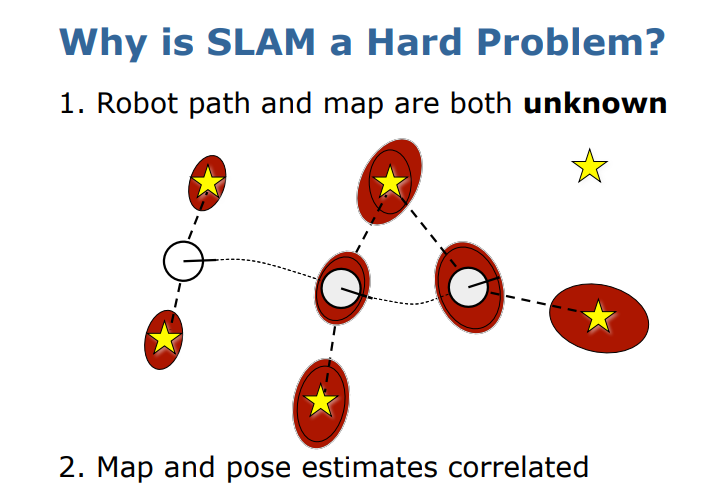 Why is SLAM a Hard Problem?
1. Robot path and map are both unknown
2. Map and pose estimates correlated